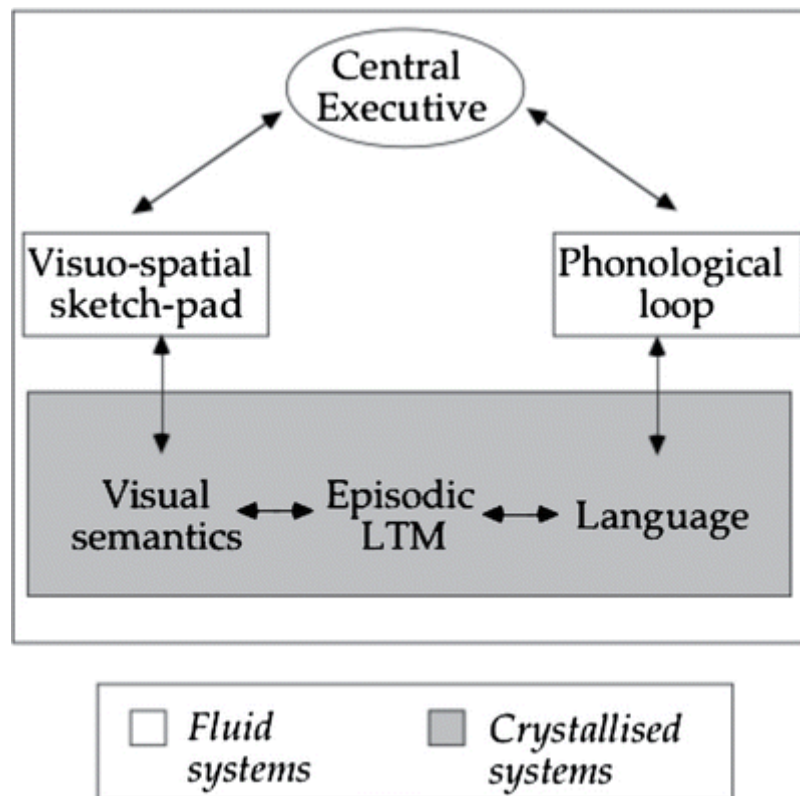 Central
Executive
Visuo-spatial
sketch-pad
Phonological
loop
Visual
semantics
Episodic
LTM
Language
Fluid
systems
Crystallised
systems